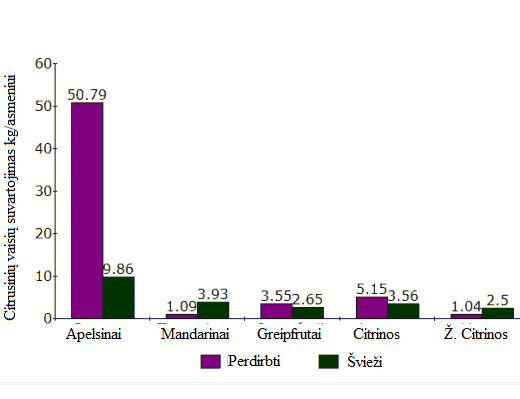 Citrusinių vaisių suvartojimas kg/asmeniui
60
50
40
30
20
10
0
50.79
9.86
1.09
3.93
3.55
2.65
5.15
3.56
1.04
2.5
Apelsinai
Mandarinai
Greipfrutai
Citrinos
Ž. Citrinos
Perdirbti
Švieži